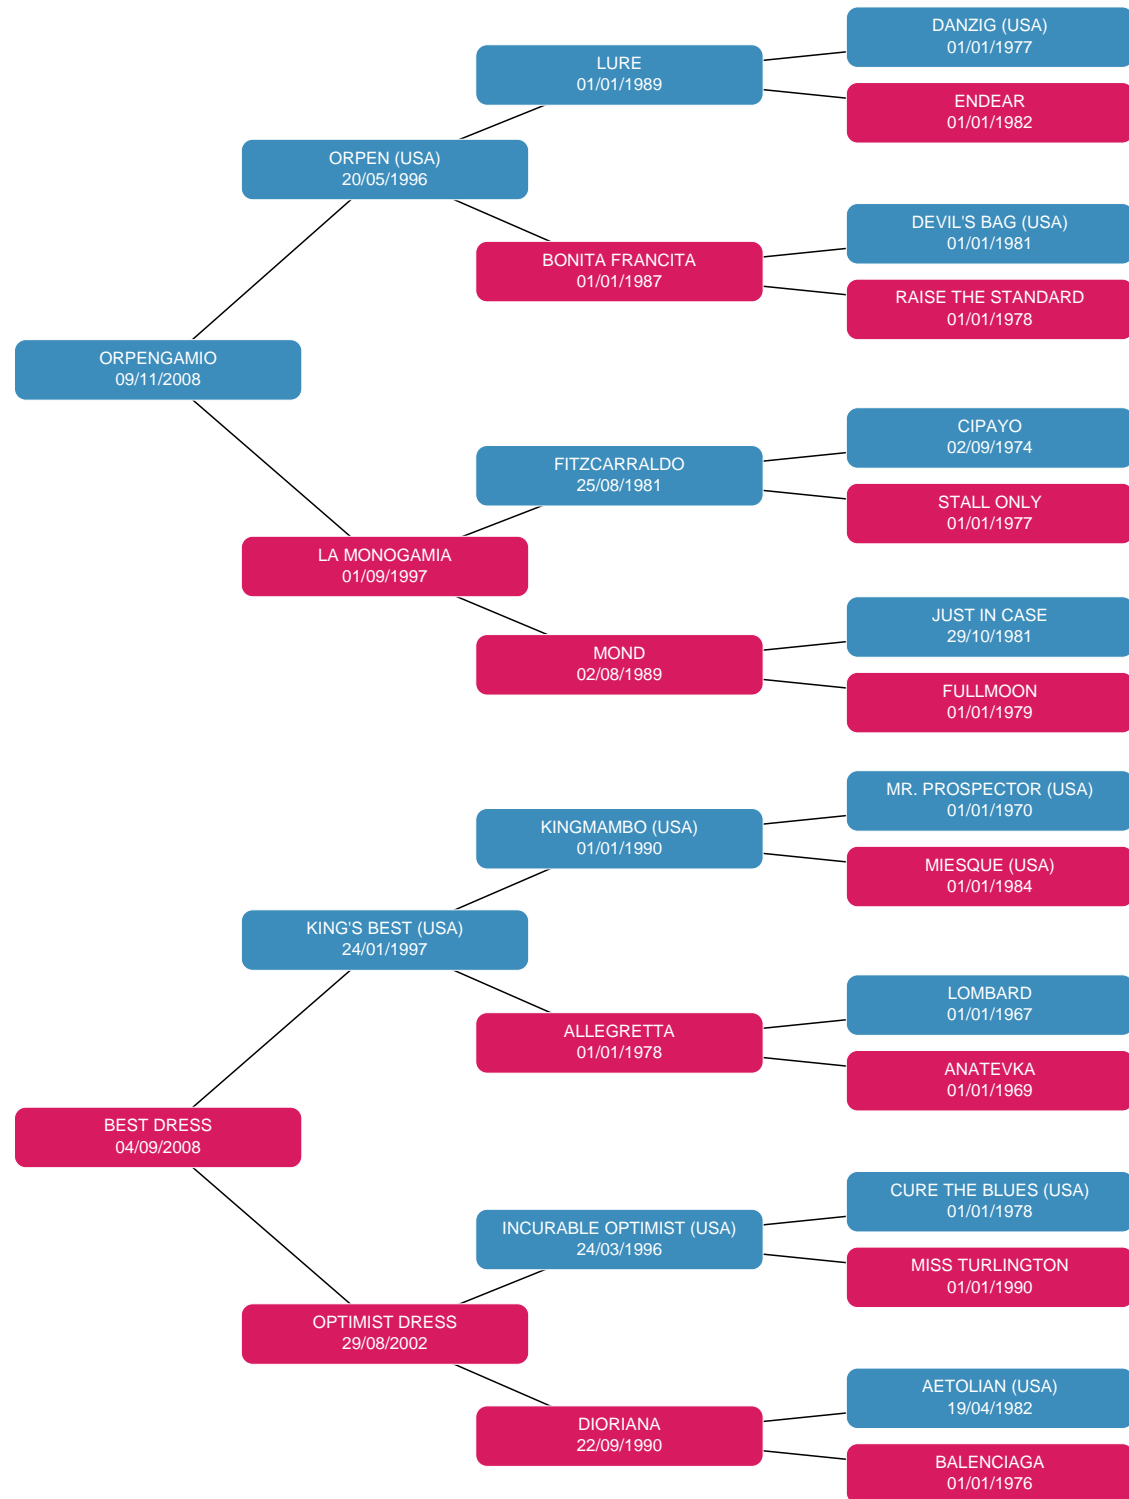 DANZIG (USA)
01/01/1977
LURE
01/01/1989
ENDEAR
01/01/1982
ORPEN (USA)
20/05/1996
DEVIL'S BAG (USA)
01/01/1981
BONITA FRANCITA
01/01/1987
RAISE THE STANDARD
01/01/1978
ORPENGAMIO
09/11/2008
CIPAYO
02/09/1974
FITZCARRALDO
25/08/1981
STALL ONLY
01/01/1977
LA MONOGAMIA
01/09/1997
JUST IN CASE
29/10/1981
MOND
02/08/1989
FULLMOON
01/01/1979
MR. PROSPECTOR (USA)
01/01/1970
KINGMAMBO (USA)
01/01/1990
MIESQUE (USA)
01/01/1984
KING'S BEST (USA)
24/01/1997
LOMBARD
01/01/1967
ALLEGRETTA
01/01/1978
ANATEVKA
01/01/1969
BEST DRESS
04/09/2008
CURE THE BLUES (USA)
01/01/1978
INCURABLE OPTIMIST (USA)
24/03/1996
MISS TURLINGTON
01/01/1990
OPTIMIST DRESS
29/08/2002
AETOLIAN (USA)
19/04/1982
DIORIANA
22/09/1990
BALENCIAGA
01/01/1976